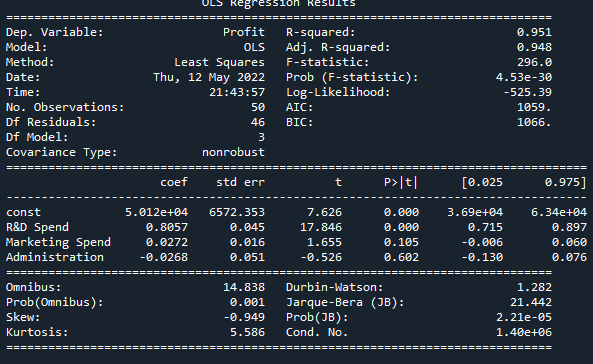 OLS Regression Results
==============================================================================
Dep. Variable:                 Profit   R-squared:                       0.951
Model:                            OLS   Adj. R-squared:                  0.948
Method:                 Least Squares   F-statistic:                     296.0
Date:                Thu, 12 May 2022   Prob (F-statistic):           4.53e-30
Time:                        21:43:57   Log-Likelihood:                -525.39
No. Observations:                  50   AIC:                             1059.
Df Residuals:                      46   BIC:                             1066.
Df Model:                           3
Covariance Type:            nonrobust
===================================================================================
coef    std err          t      P>|t|      [0.025      0.975]
-----------------------------------------------------------------------------------
const            5.012e+04   6572.353      7.626      0.000    3.69e+04    6.34e+04
R&D Spend           0.8057      0.045     17.846      0.000       0.715       0.897
Marketing Spend     0.0272      0.016      1.655      0.105      -0.006       0.060
Administration     -0.0268      0.051     -0.526      0.602      -0.130       0.076
==============================================================================
Omnibus:                       14.838   Durbin-Watson:                   1.282
Prob(Omnibus):                  0.001   Jarque-Bera (JB):               21.442
Skew:                          -0.949   Prob(JB):                     2.21e-05
Kurtosis:                       5.586   Cond. No.                     1.40e+06
==============================================================================